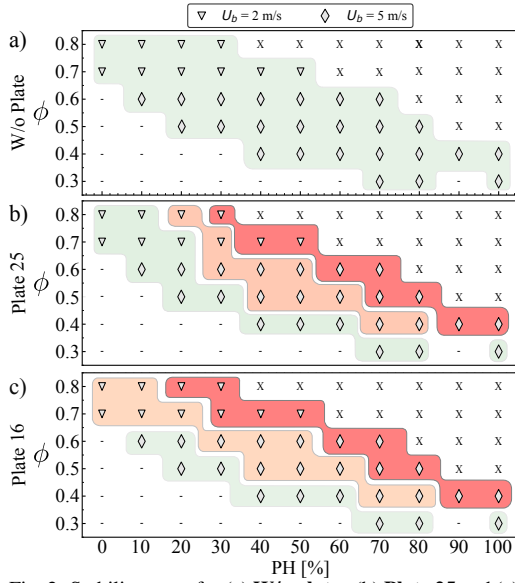 U_b = 2 m/s   U_b = 5 m/s
a)
W/o Plate
ϕ
0.8 x x x x x x x
0.7 x x x x x
0.6 - x x x
0.5 - - x x
0.4 - - - -
0.3 - - - - - - - -
b)
Plate 25
ϕ
0.8 x x x x x x x
0.7 x x x x x
0.6 - x x x
0.5 - - x x
0.4 - - - -
0.3 - - - - - - - -
c)
Plate 16
ϕ
0.8 x x x x x x x
0.7 x x x x x
0.6 - x x x
0.5 - - x x
0.4 - - - -
0.3 - - - - - - - -
0 10 20 30 40 50 60 70 80 90 100
PH [%]